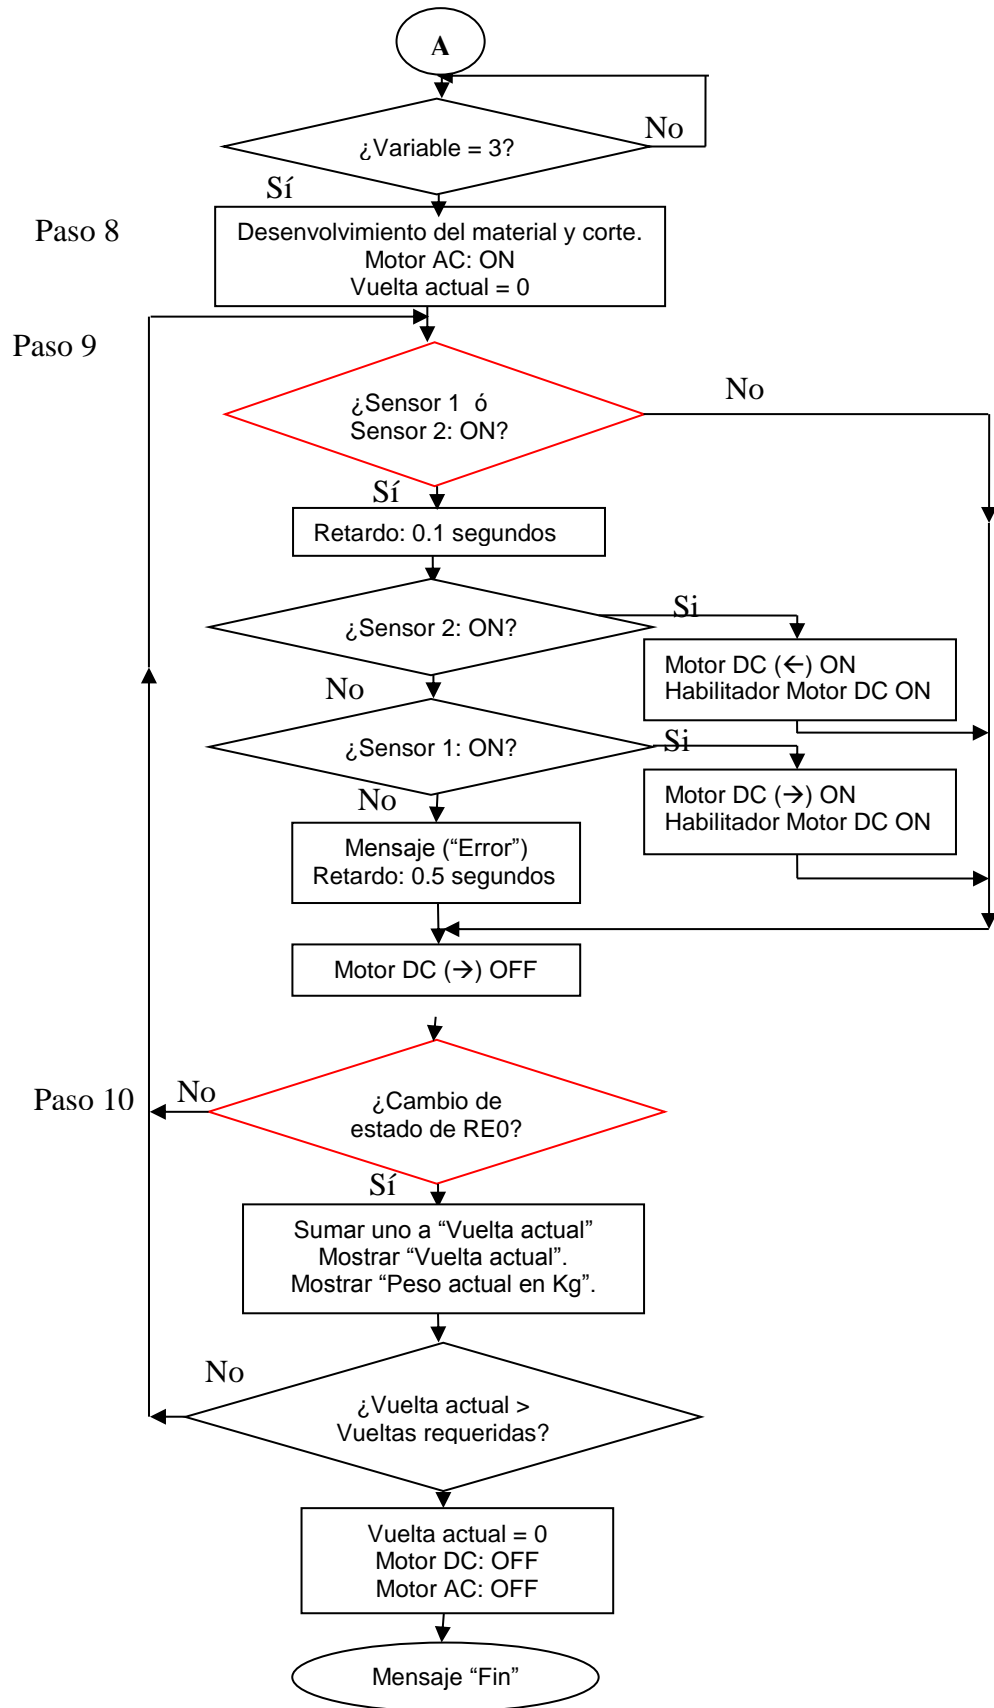 A
¿Variable = 3?
No
Sí
Paso 8
Desenvolvimiento del material y corte.
Motor AC: ON
Vuelta actual = 0
Paso 9
¿Sensor 1 ó
Sensor 2: ON?
No
Sí
Retardo: 0.1 segundos
¿Sensor 2: ON?
Si
Motor DC (←) ON
Habilitador Motor DC ON
No
¿Sensor 1: ON?
Si
Motor DC (→) ON
Habilitador Motor DC ON
No
Mensaje (“Error”)
Retardo: 0.5 segundos
Motor DC (→) OFF
Paso 10
No
¿Cambio de
estado de RE0?
Sí
Sumar uno a “Vuelta actual”
Mostrar “Vuelta actual”.
Mostrar “Peso actual en Kg”.
No
¿Vuelta actual >
Vueltas requeridas?
Vuelta actual = 0
Motor DC: OFF
Motor AC: OFF
Mensaje “Fin”